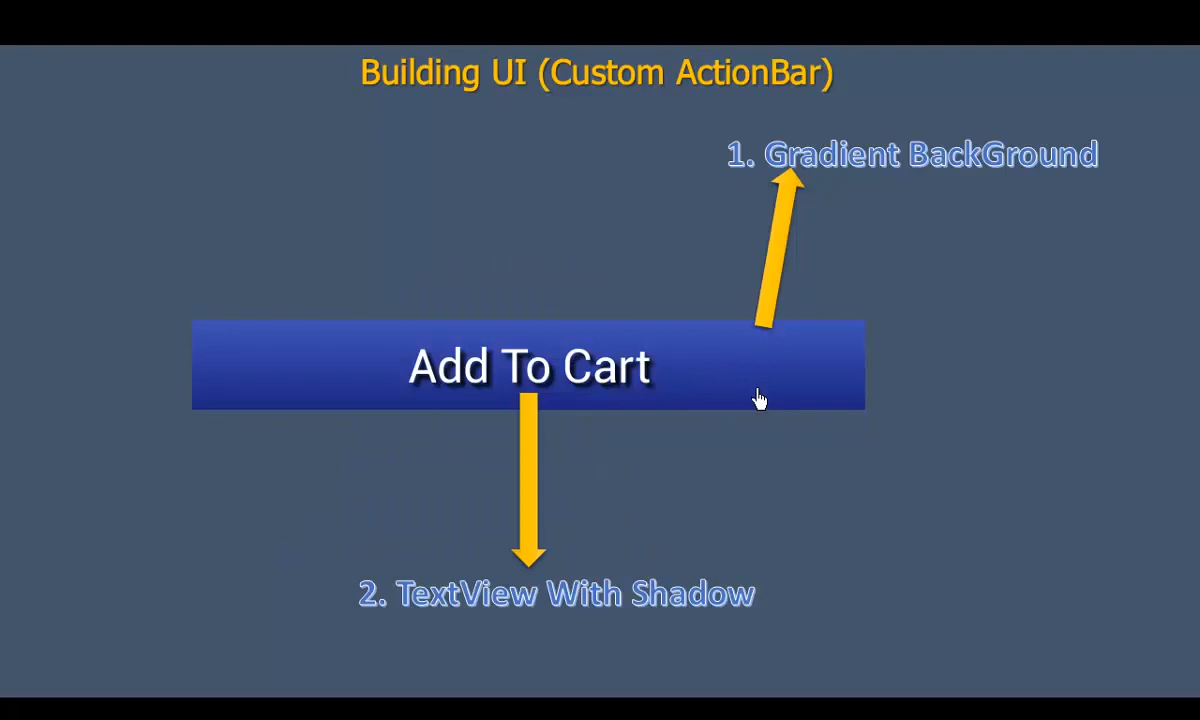 Building UI (Custom ActionBar)
1. Gradient BackGround
Add To Cart
2. TextView With Shadow